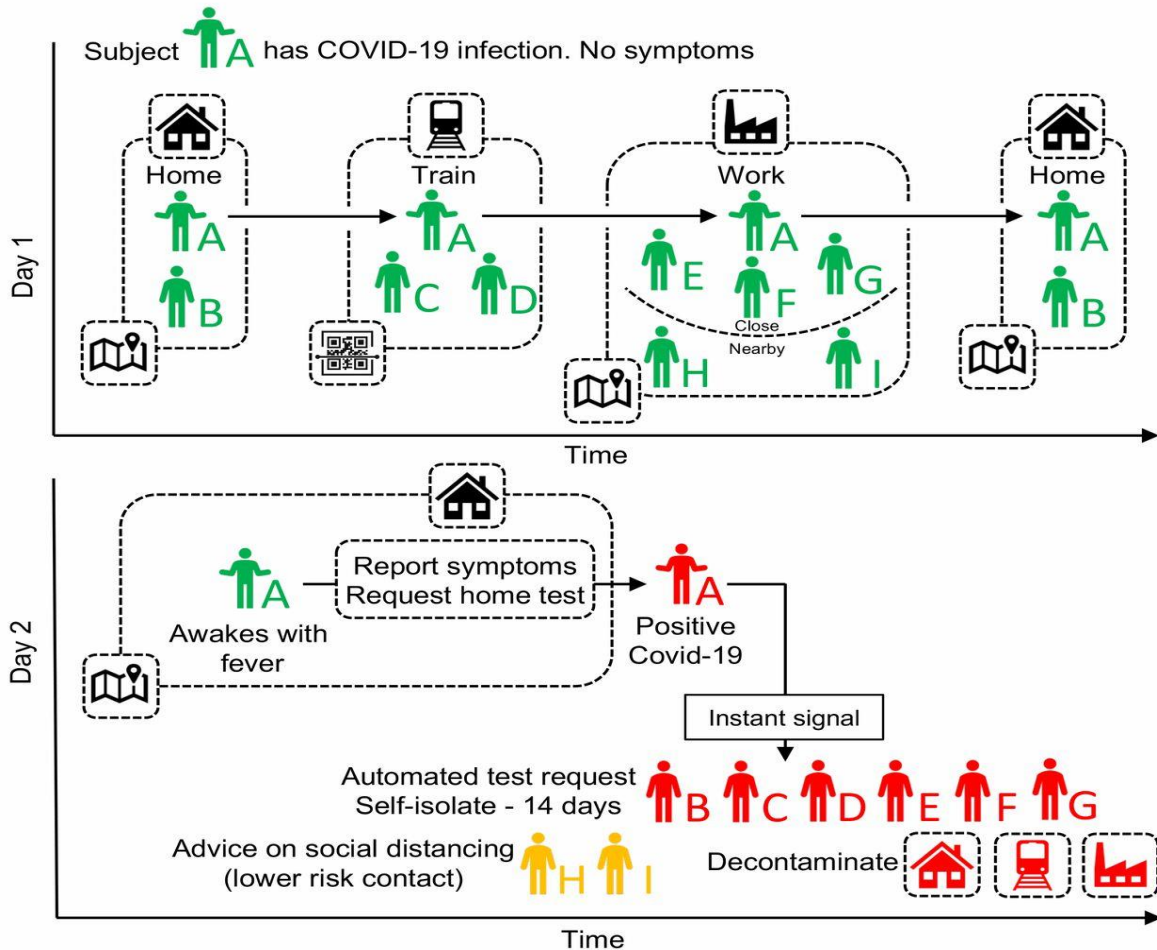 Subject A has COVID-19 infection. No symptoms
Day 1
Home
Train
Work
Home
A
A
A
A
B
C
D
E
F
G
B
Close
Nearby
H
I
Time
Day 2
A
Awakes with
fever
Report symptoms
Request home test
A
Positive
Covid-19
Instant signal
Automated test request
Self-isolate - 14 days
B C D E F G
Advice on social distancing
(lower risk contact)
H I
Decontaminate
Time